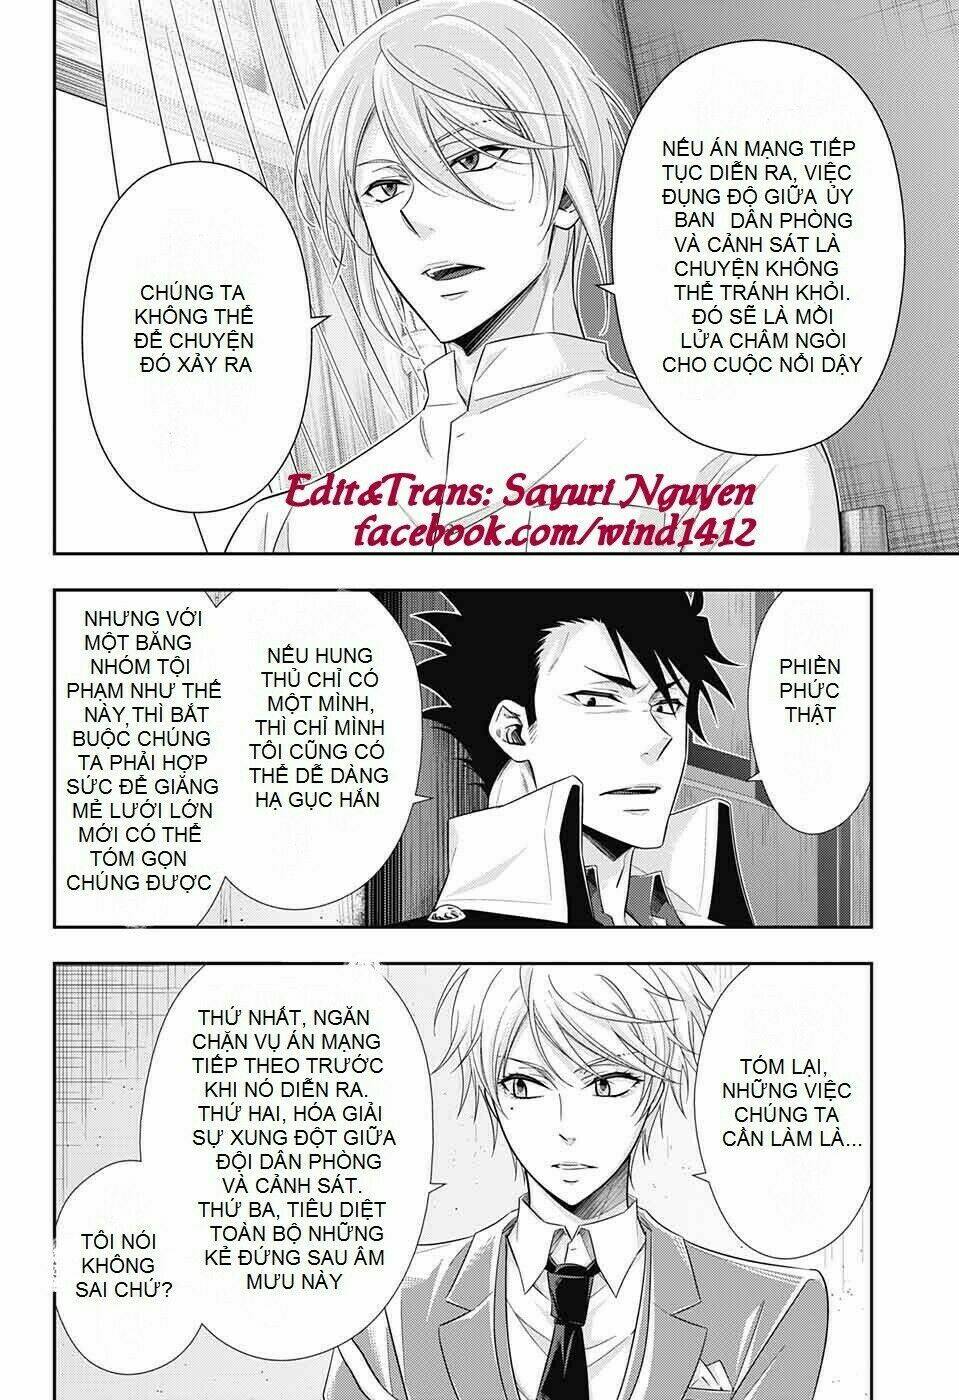 NẾU ÁN MẠNG TIẾP
TỤC DIỄN RA, VIỆC
ĐỤNG ĐỘ GIỮA ỦY
BAN DÂN PHÒNG
VÀ CẢNH SÁT LÀ
CHUYỆN KHÔNG
THỂ TRÁNH KHỎI.
ĐÓ SẼ LÀ MỒI
LỬA CHÂM NGÒI
CHO CUỘC NỔI DẬY
CHÚNG TA
KHÔNG THỂ
ĐỂ CHUYỆN
ĐÓ XẢY RA
Edit&Trans: Sayuri Nguyen
facebook.com/wind1412
PHIỀN
PHỨC
THẬT
NẾU HUNG
THỦ CHỈ CÓ
MỘT MÌNH,
THÌ CHỈ MÌNH
TÔI CŨNG CÓ
THỂ DỄ DÀNG
HẠ GỤC HẮN
NHƯNG VỚI
MỘT BĂNG
NHÓM TỘI
PHẠM NHƯ THẾ
NÀY,THÌ BẮT
BUỘC CHÚNG
TA PHẢI HỢP
SỨC ĐỂ GIĂNG
MẺ LƯỚI LỚN
MỚI CÓ THỂ
TÓM GỌN
CHÚNG ĐƯỢC
TÓM LẠI,
NHỮNG VIỆC
CHÚNG TA
CẦN LÀM LÀ...
THỨ NHẤT, NGĂN
CHẶN VỤ ÁN MẠNG
TIẾP THEO TRƯỚC
KHI NÓ DIỄN RA.
THỨ HAI, HÓA GIẢI
SỰ XUNG ĐỘT GIỮA
ĐỘI DÂN PHÒNG
VÀ CẢNH SÁT.
THỨ BA, TIÊU DIỆT
TOÀN BỘ NHỮNG
KẺ ĐỨNG SAU ÂM
MƯU NÀY
TÔI NÓI
KHÔNG
SAI CHỨ?